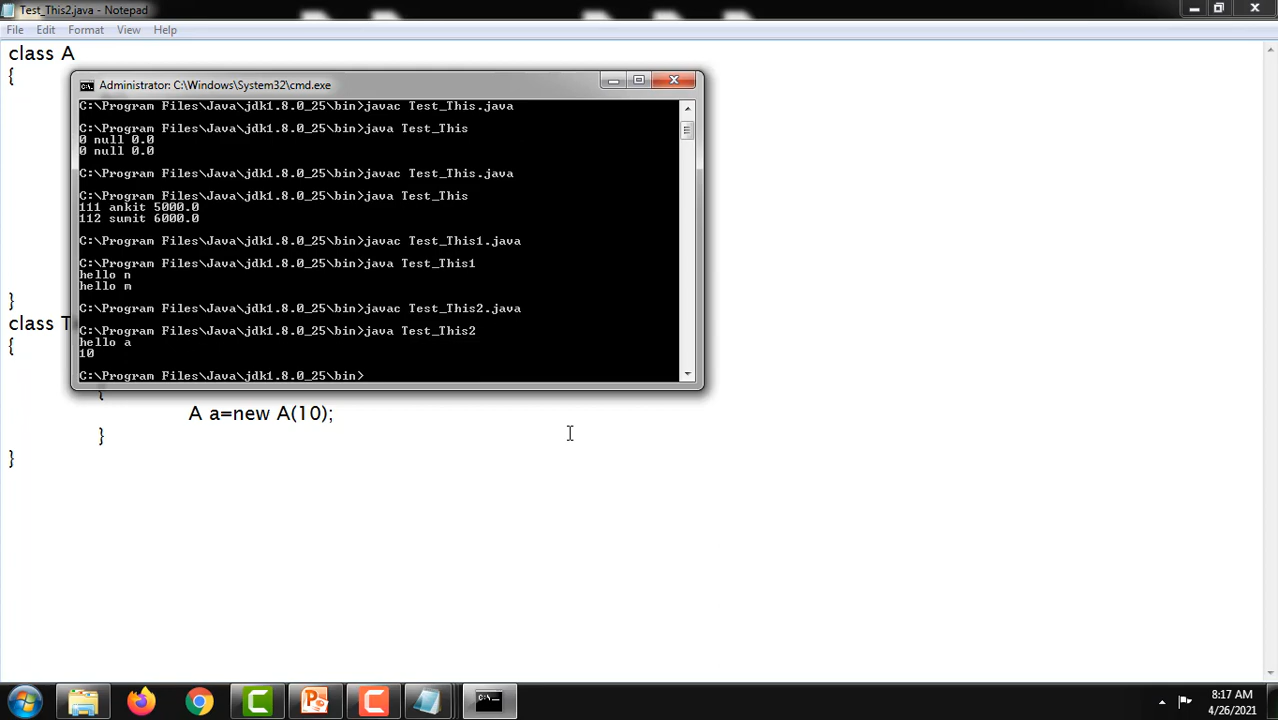 Test_This2.java - Notepad
File Edit Format View Help
class A
{
Administrator: C:\Windows\System32\cmd.exe
C:\Program Files\Java\jdk1.8.0_25\bin>javac Test_This.java
C:\Program Files\Java\jdk1.8.0_25\bin>java Test_This
0 null 0.0
0 null 0.0
C:\Program Files\Java\jdk1.8.0_25\bin>javac Test_This.java
C:\Program Files\Java\jdk1.8.0_25\bin>java Test_This
111 ankit 5000.0
112 sumit 6000.0
C:\Program Files\Java\jdk1.8.0_25\bin>javac Test_This1.java
C:\Program Files\Java\jdk1.8.0_25\bin>java Test_This1
hello n
hello m
C:\Program Files\Java\jdk1.8.0_25\bin>javac Test_This2.java
C:\Program Files\Java\jdk1.8.0_25\bin>java Test_This2
hello a
10
C:\Program Files\Java\jdk1.8.0_25\bin>
}
class T
{
{
A a=new A(10);
}
}
8:17 AM
4/26/2021